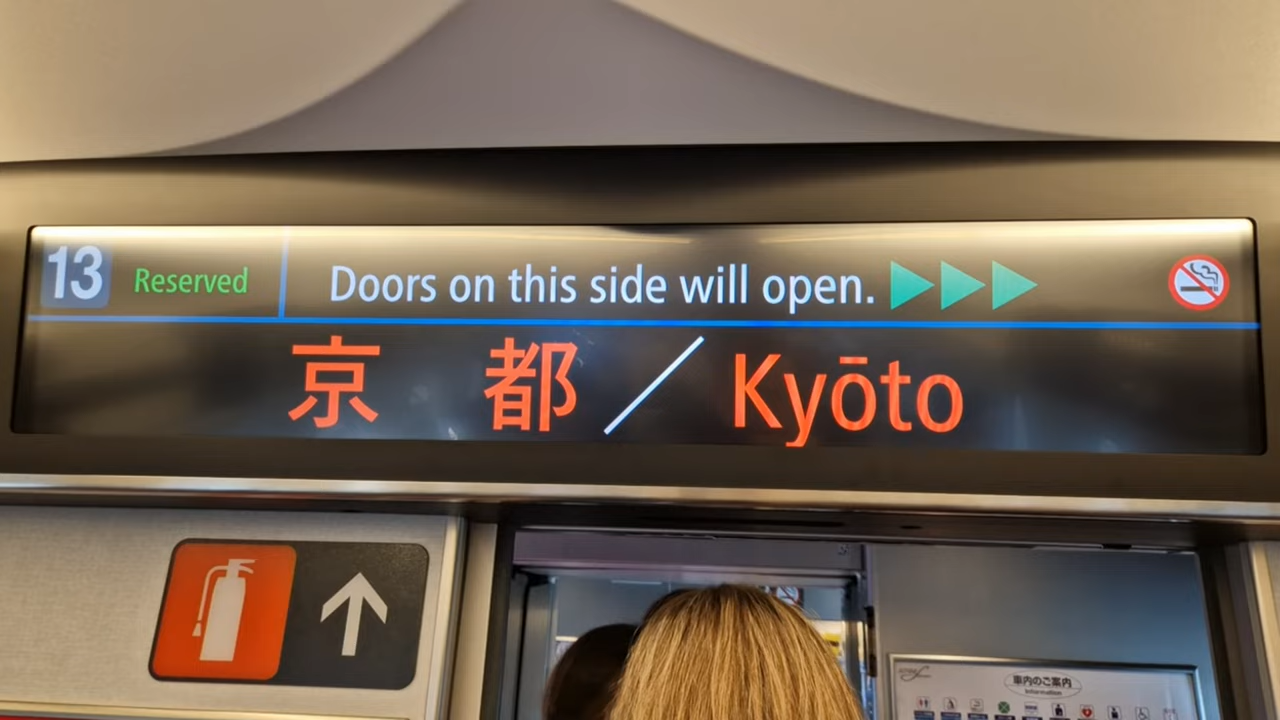 13 Reserved Doors on this side will open.
京都／Kyōto
車内のご案内
Information